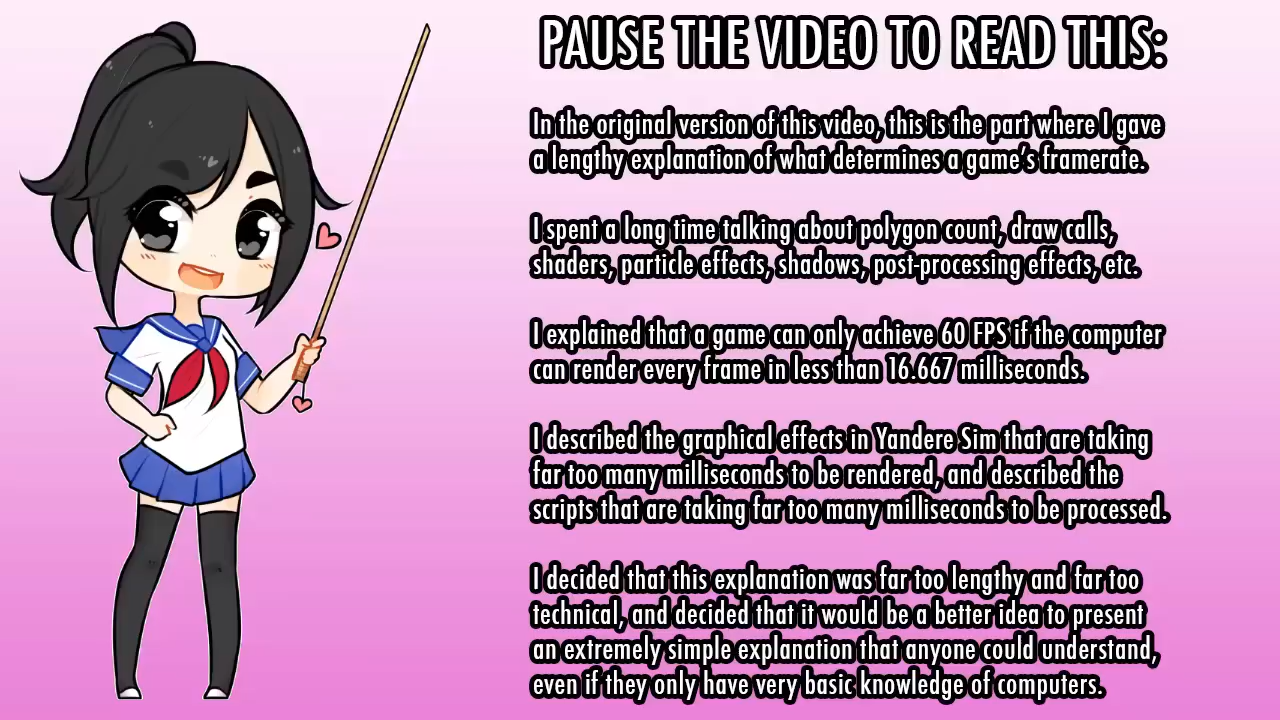 PAUSE THE VIDEO TO READ THIS:
In the original version of this video, this is the part where I gave
a lengthy explanation of what determines a game's framerate.
I spent a long time talking about polygon count, draw calls,
shaders, particle effects, shadows, post-processing effects, etc.
I explained that a game can only achieve 60 FPS if the computer
can render every frame in less than 16.667 milliseconds.
I described the graphical effects in Yandere Sim that are taking
far too many milliseconds to be rendered, and described the
scripts that are taking far too many milliseconds to be processed.
I decided that this explanation was far too lengthy and far too
technical, and decided that it would be a better idea to present
an extremely simple explanation that anyone could understand,
even if they only have very basic knowledge of computers.